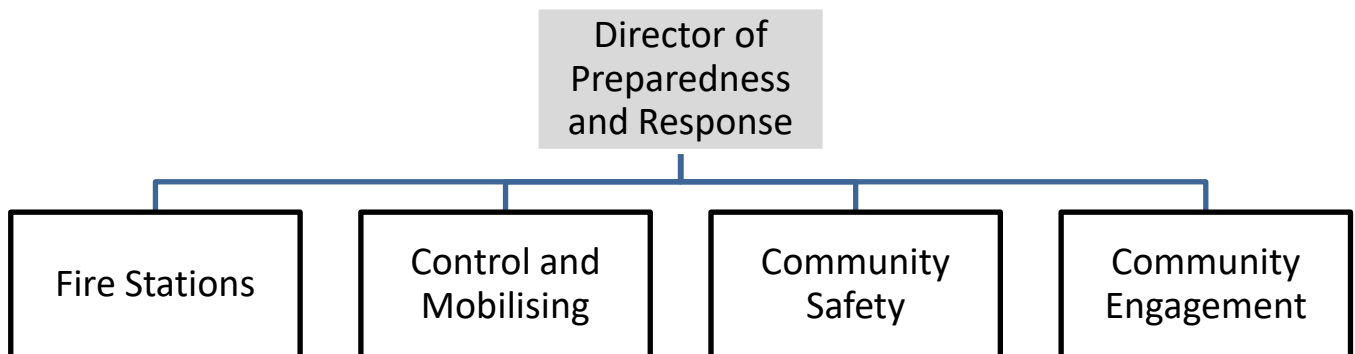 Director of
Preparedness
and Response
Fire Stations
Control and
Mobilising
Community
Safety
Community
Engagement